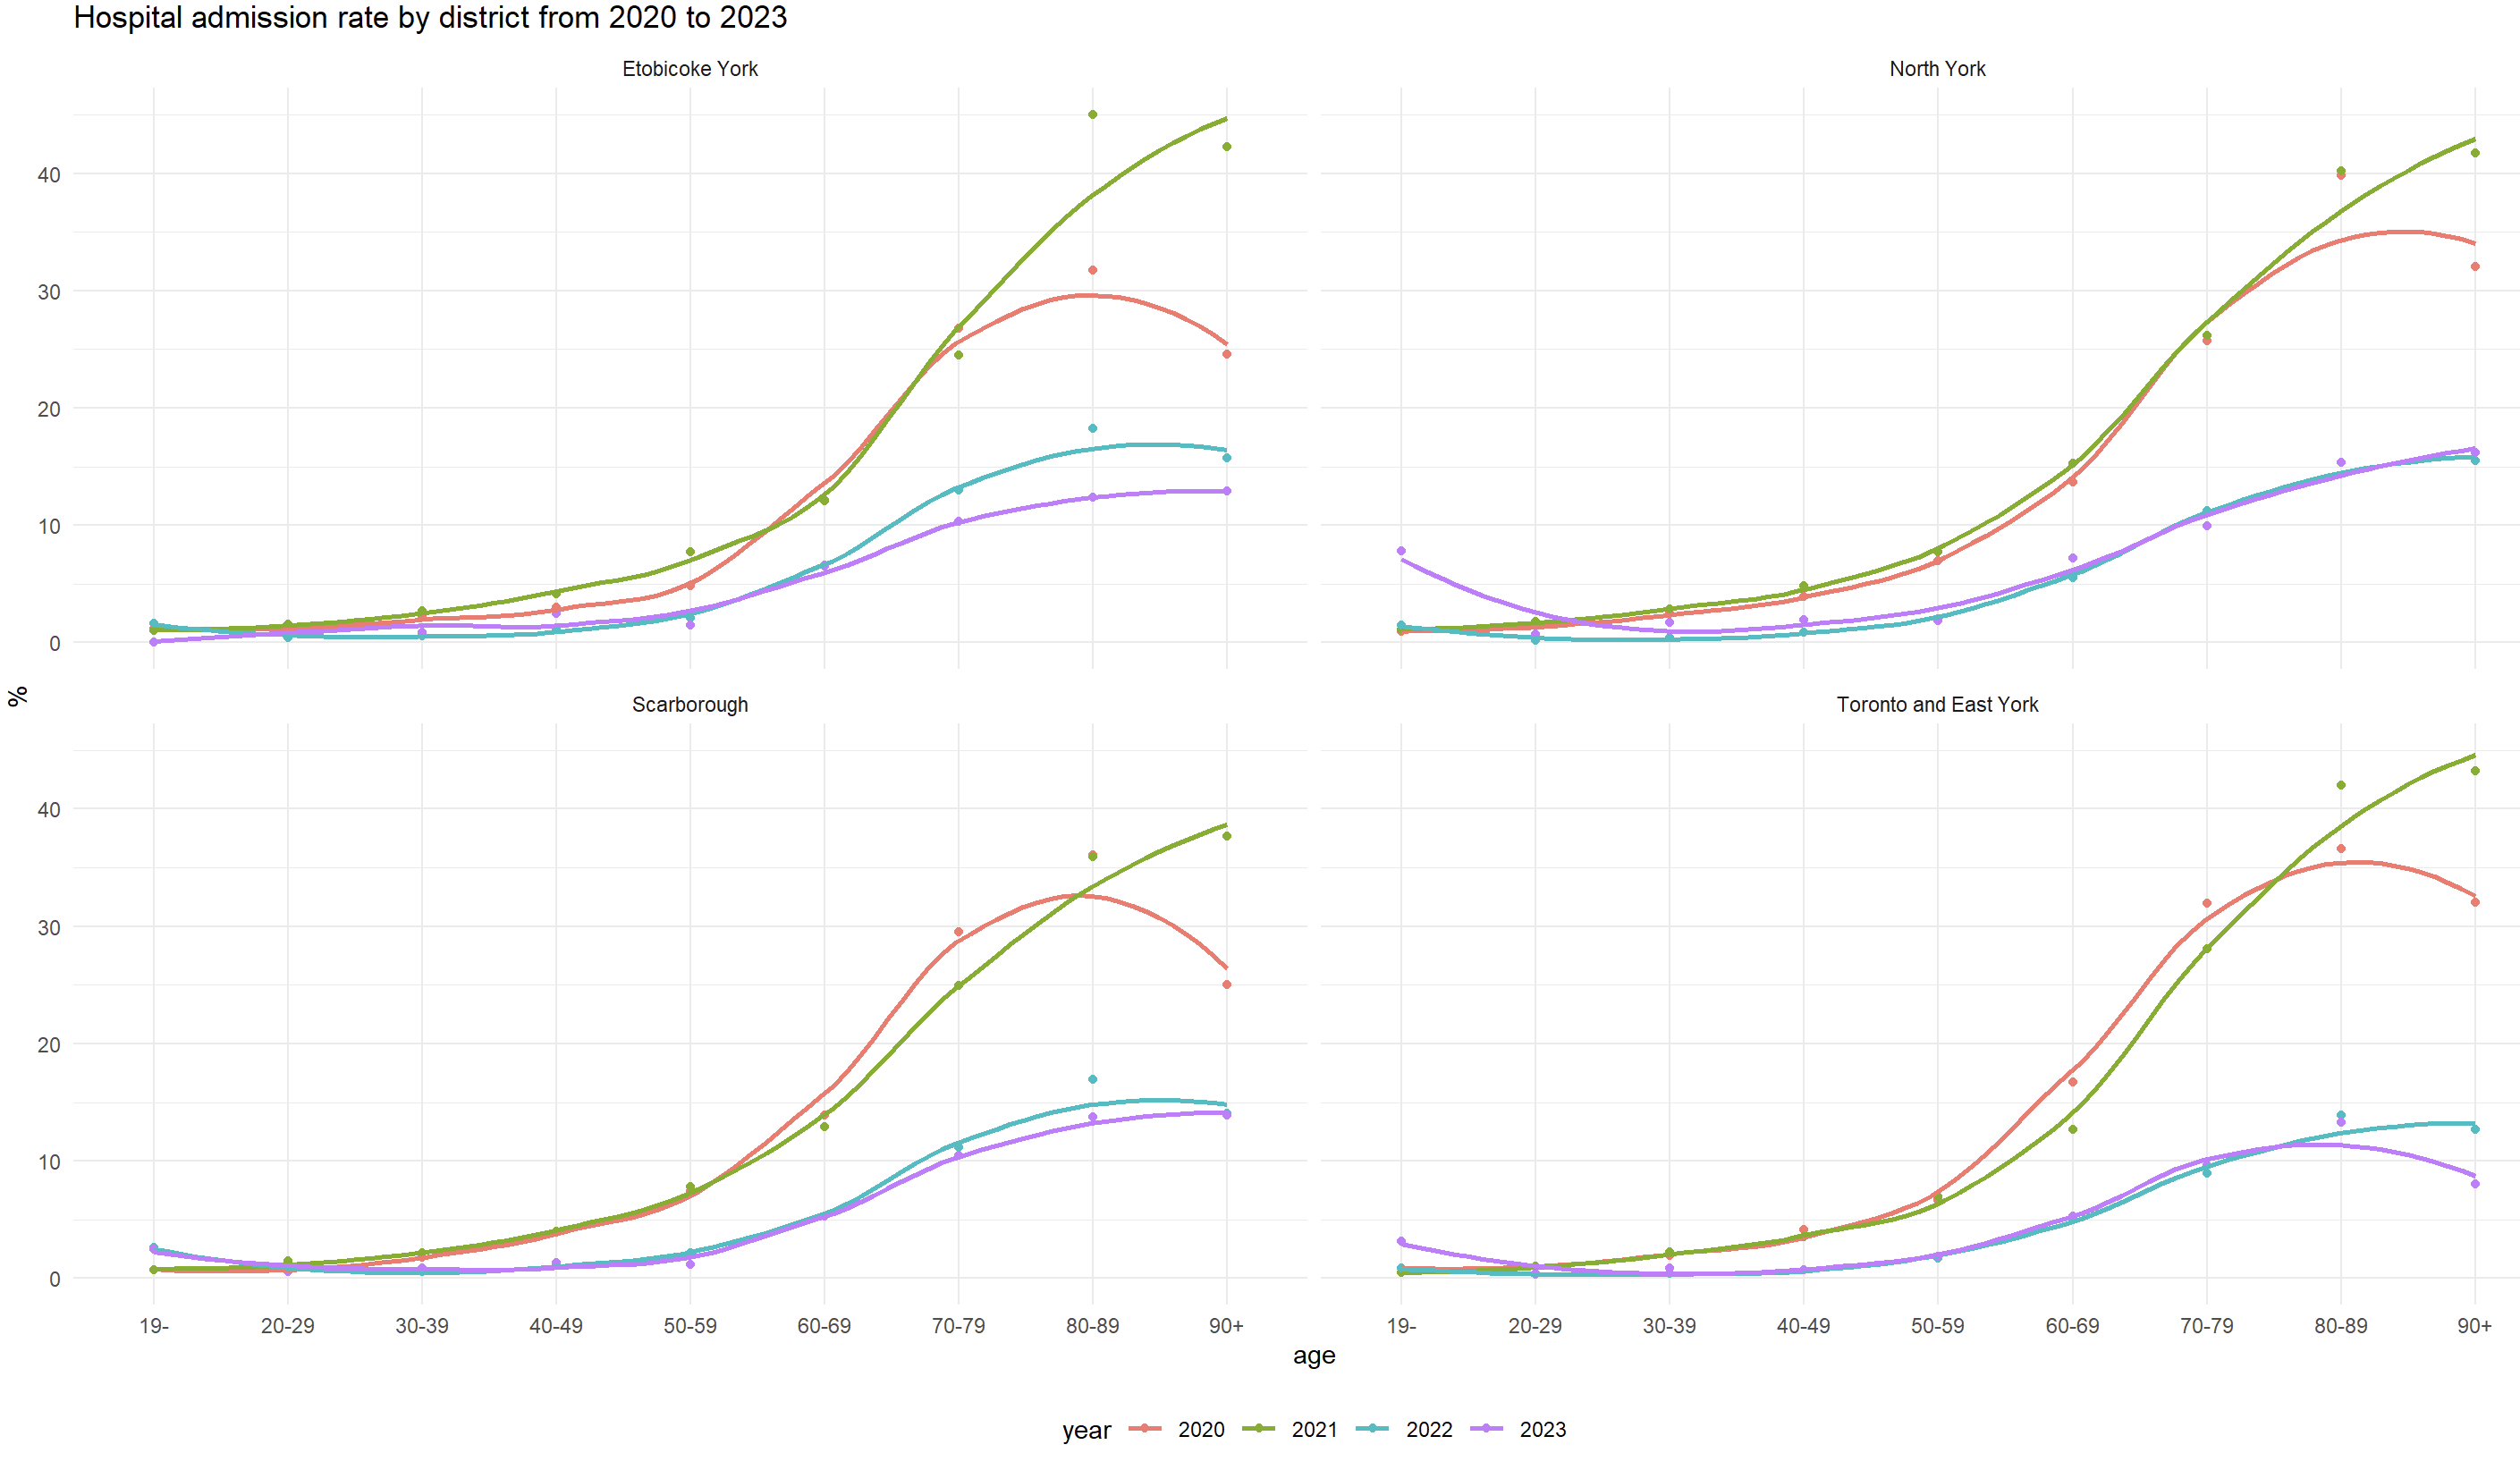 Hospital admission rate by district from 2020 to 2023
Etobicoke York
North York
40
30
20
10
0
%
Scarborough
Toronto and East York
40
30
20
10
0
19- 20-29 30-39 40-49 50-59 60-69 70-79 80-89 90+
19- 20-29 30-39 40-49 50-59 60-69 70-79 80-89 90+
age
year 2020 2021 2022 2023